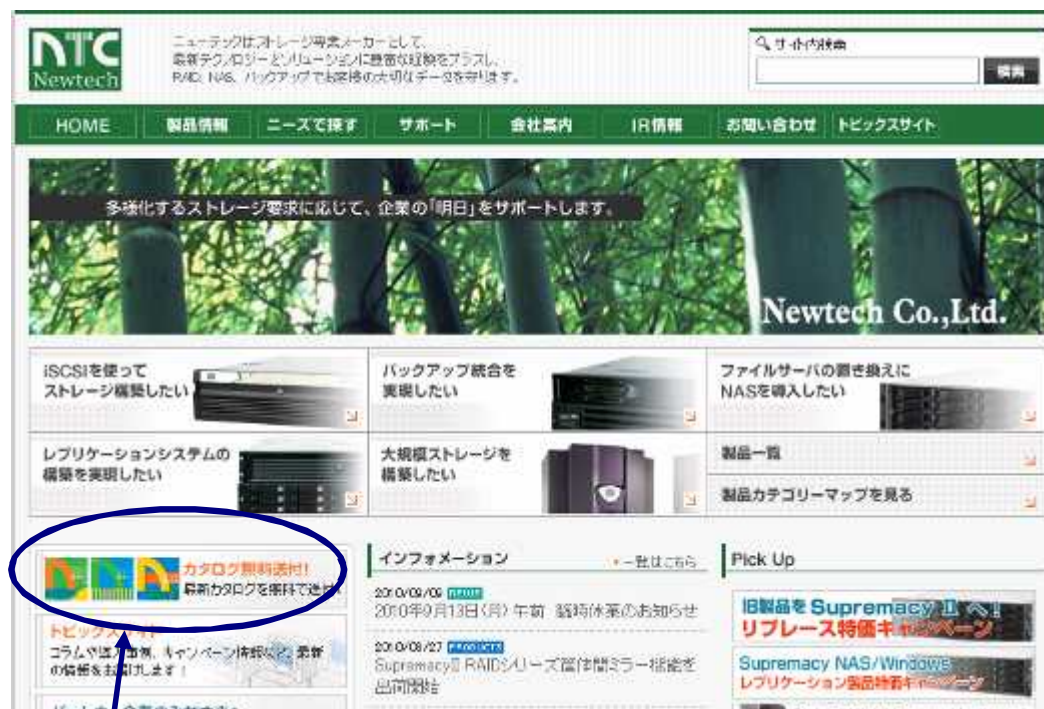 NTC
Newtech
ニューテックはストレージ専業メーカーとして、
最新テクノロジーとソリューションに豊富な経験をプラスし、
RAID、NAS、バックアップでお客様の大切なデータを守ります。
サイト内検索
検索
HOME 製品情報 ニーズで探す サポート 会社案内 IR情報 お問い合わせ トピックスサイト
多様化するストレージ要求に応じて、企業の「明日」をサポートします。
Newtech Co.,Ltd.
iSCSIを使って
ストレージ構築したい
バックアップ統合を
実現したい
ファイルサーバの置き換えに
NASを導入したい
レプリケーションシステムの
構築を実現したい
大規模ストレージを
構築したい
製品一覧
製品カテゴリーマップを見る
カタログ無料送付!
最新カタログを無料で送付
トピックスサイト
コラムや導入事例、キャンペーン情報など、最新
の情報をお届けします!
インフォメーション
一覧はこちら
2010/09/09 news
2010年9月13日(月) 午前 臨時休業のお知らせ
2010/08/27 products
SupremacyⅡ RAIDシリーズ筐体間ミラー機能を
出荷開始
Pick Up
IB製品を Supremacy Ⅱ へ!
リプレース特価キャンペーン
Supremacy NAS/Windows
レプリケーション製品特価キャンペーン